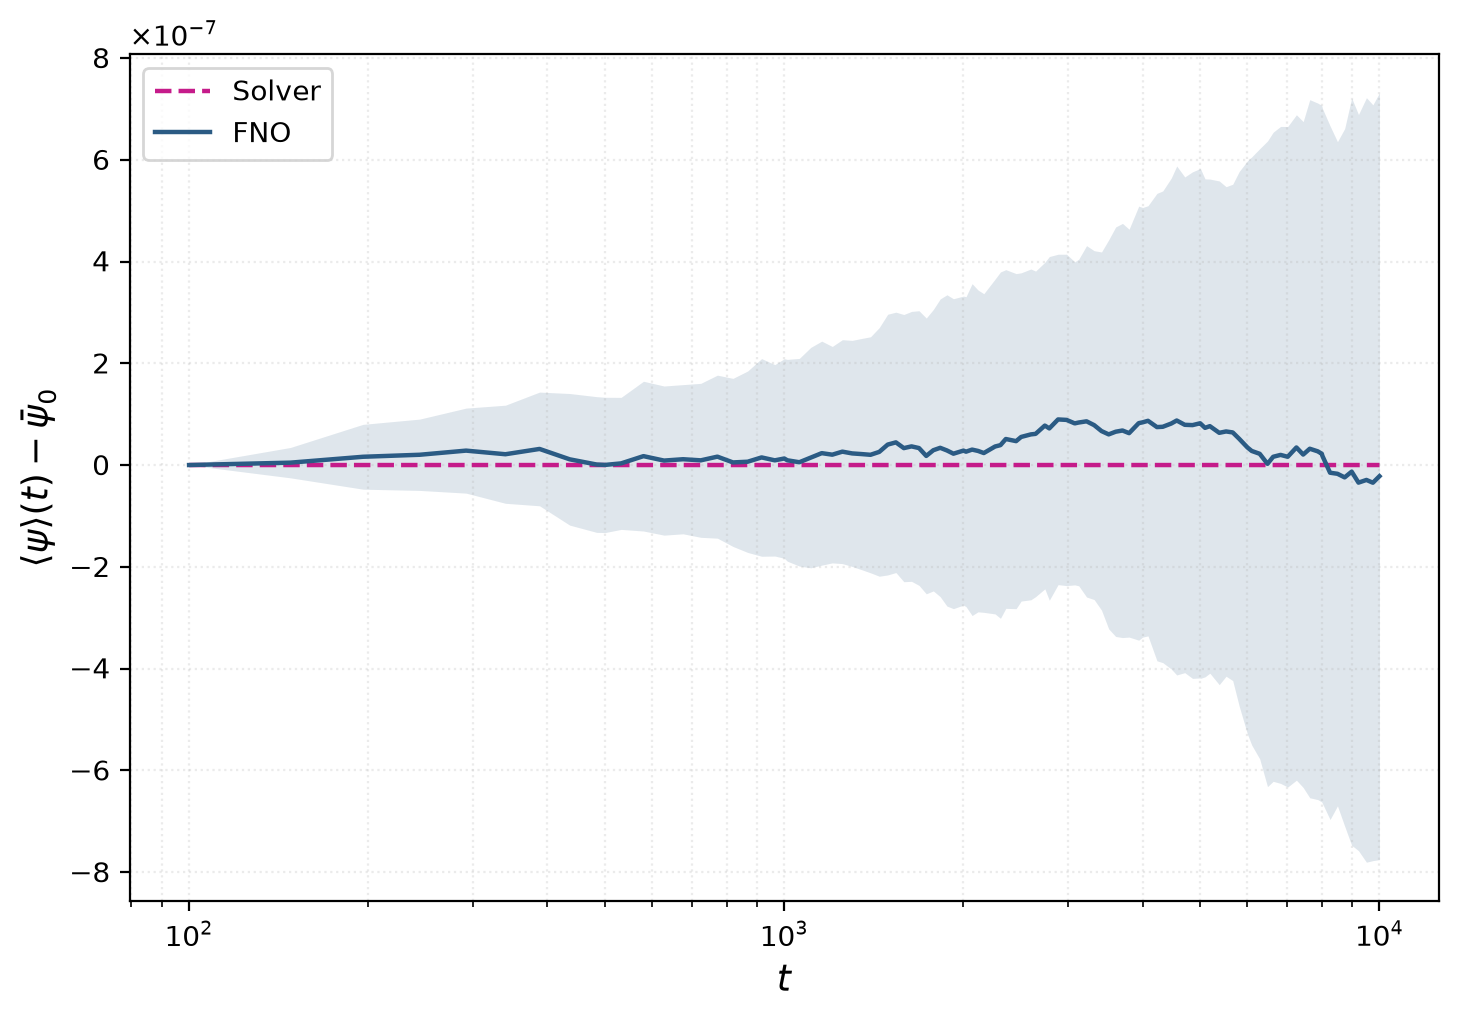 ×10⁻⁷
8
6
4
2
0
−2
−4
−6
−8
⟨ψ⟩(t) − ψ̄₀
Solver
FNO
10² 10³ 10⁴
t